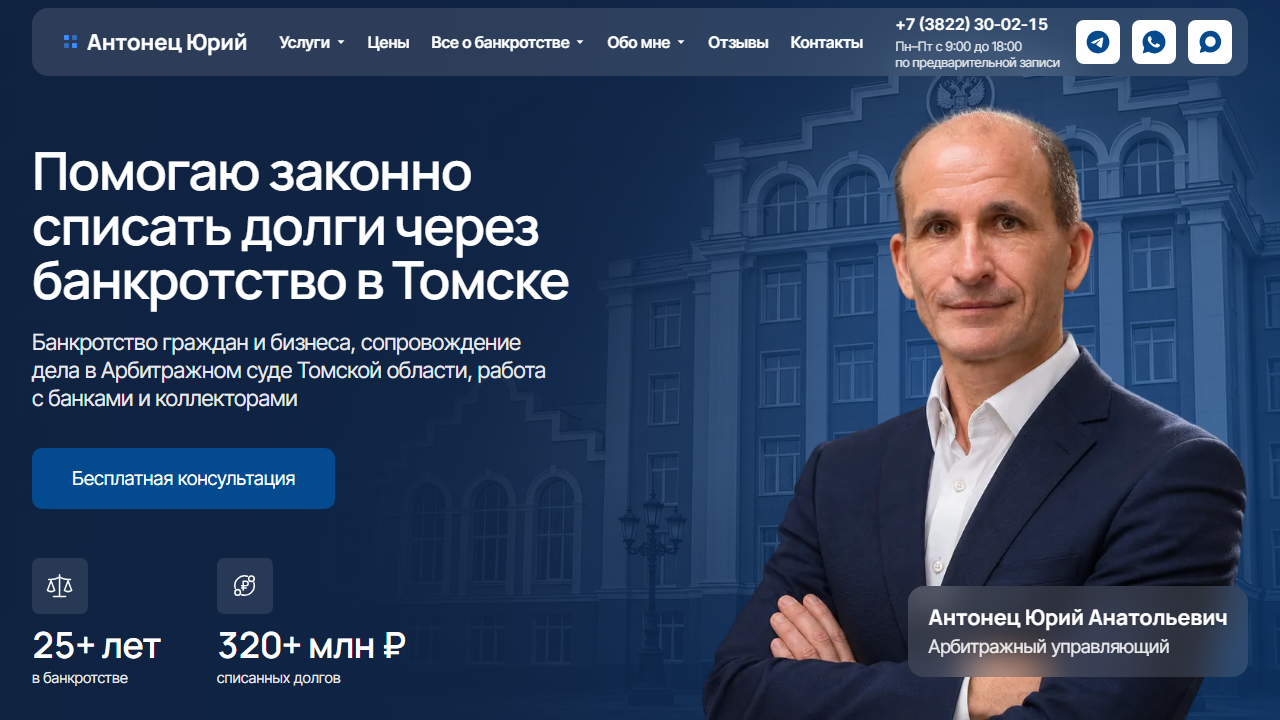 Антонец Юрий
Услуги
Цены
Все о банкротстве
Обо мне
Отзывы
Контакты
+7 (3822) 30-02-15
Пн–Пт с 9:00 до 18:00
по предварительной записи
Помогаю законно
списать долги через
банкротство в Томске
Банкротство граждан и бизнеса, сопровождение
дела в Арбитражном суде Томской области, работа
с банками и коллекторами
Бесплатная консультация
25+ лет
в банкротстве
320+ млн ₽
списанных долгов
Антонец Юрий Анатольевич
Арбитражный управляющий